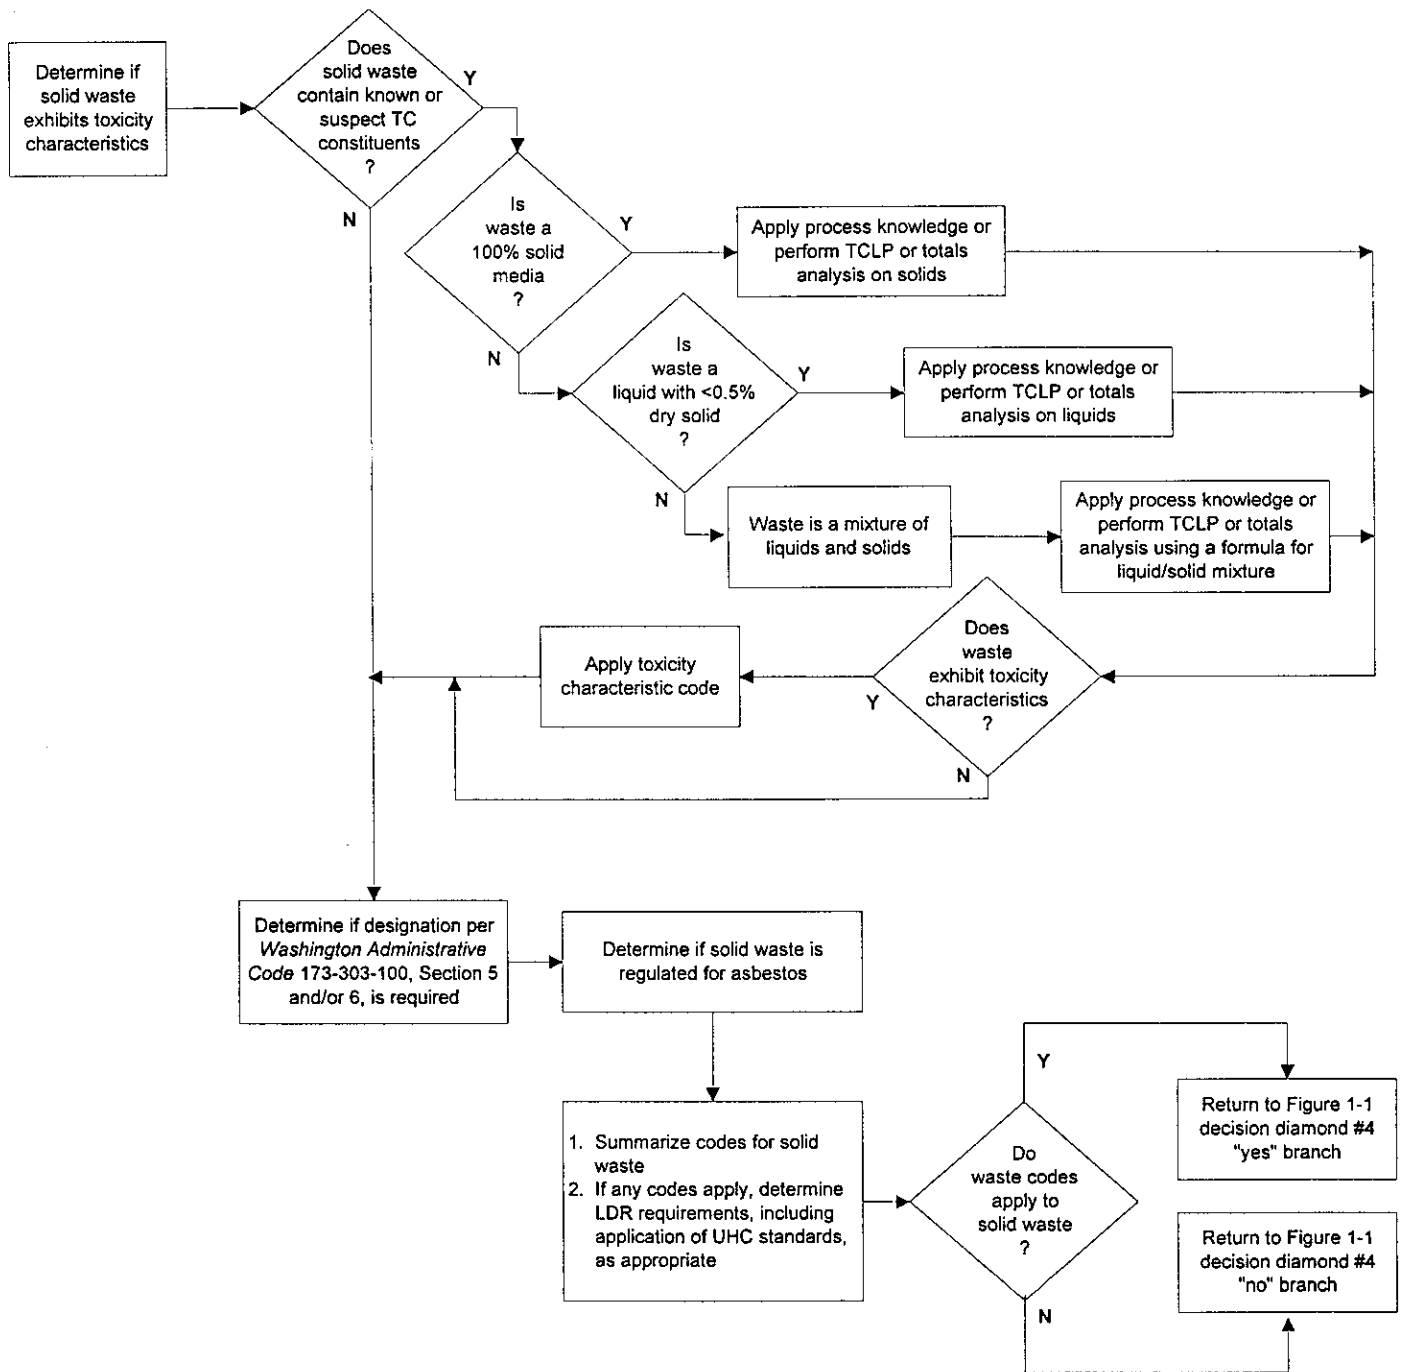 Determine if
solid waste
exhibits toxicity
characteristics
Does
solid waste
contain known or
suspect TC
constituents
?
Y
N
Is
waste a
100% solid
media
?
Y
N
Apply process knowledge or
perform TCLP or totals
analysis on solids
Is
waste a
liquid with <0.5%
dry solid
?
Y
N
Apply process knowledge or
perform TCLP or totals
analysis on liquids
Waste is a mixture of
liquids and solids
Apply process knowledge or
perform TCLP or totals
analysis using a formula for
liquid/solid mixture
Does
waste
exhibit toxicity
characteristics
?
Y
N
Apply toxicity
characteristic code
Determine if designation per
Washington Administrative
Code 173-303-100, Section 5
and/or 6, is required
Determine if solid waste is
regulated for asbestos
1. Summarize codes for solid
waste
2. If any codes apply, determine
LDR requirements, including
application of UHC standards,
as appropriate
Do
waste codes
apply to
solid waste
?
Y
N
Return to Figure 1-1
decision diamond #4
"yes" branch
Return to Figure 1-1
decision diamond #4
"no" branch